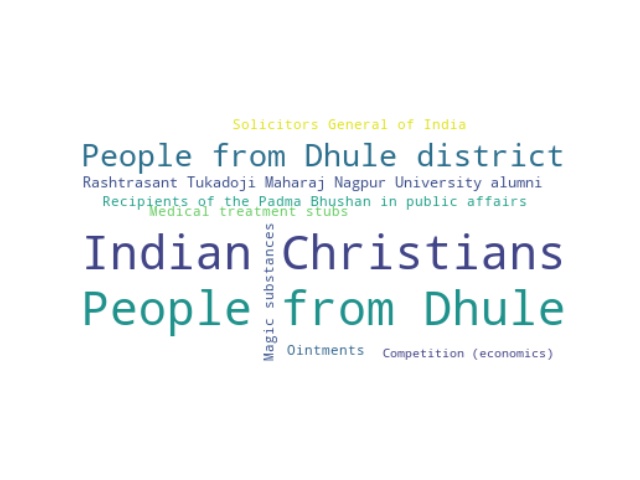 Solicitors General of India
People from Dhule district
Rashtrasant Tukadoji Maharaj Nagpur University alumni
Recipients of the Padma Bhushan in public affairs
Medical treatment stubs
Indian Christians
Magic substances
People from Dhule
Ointments
Competition (economics)